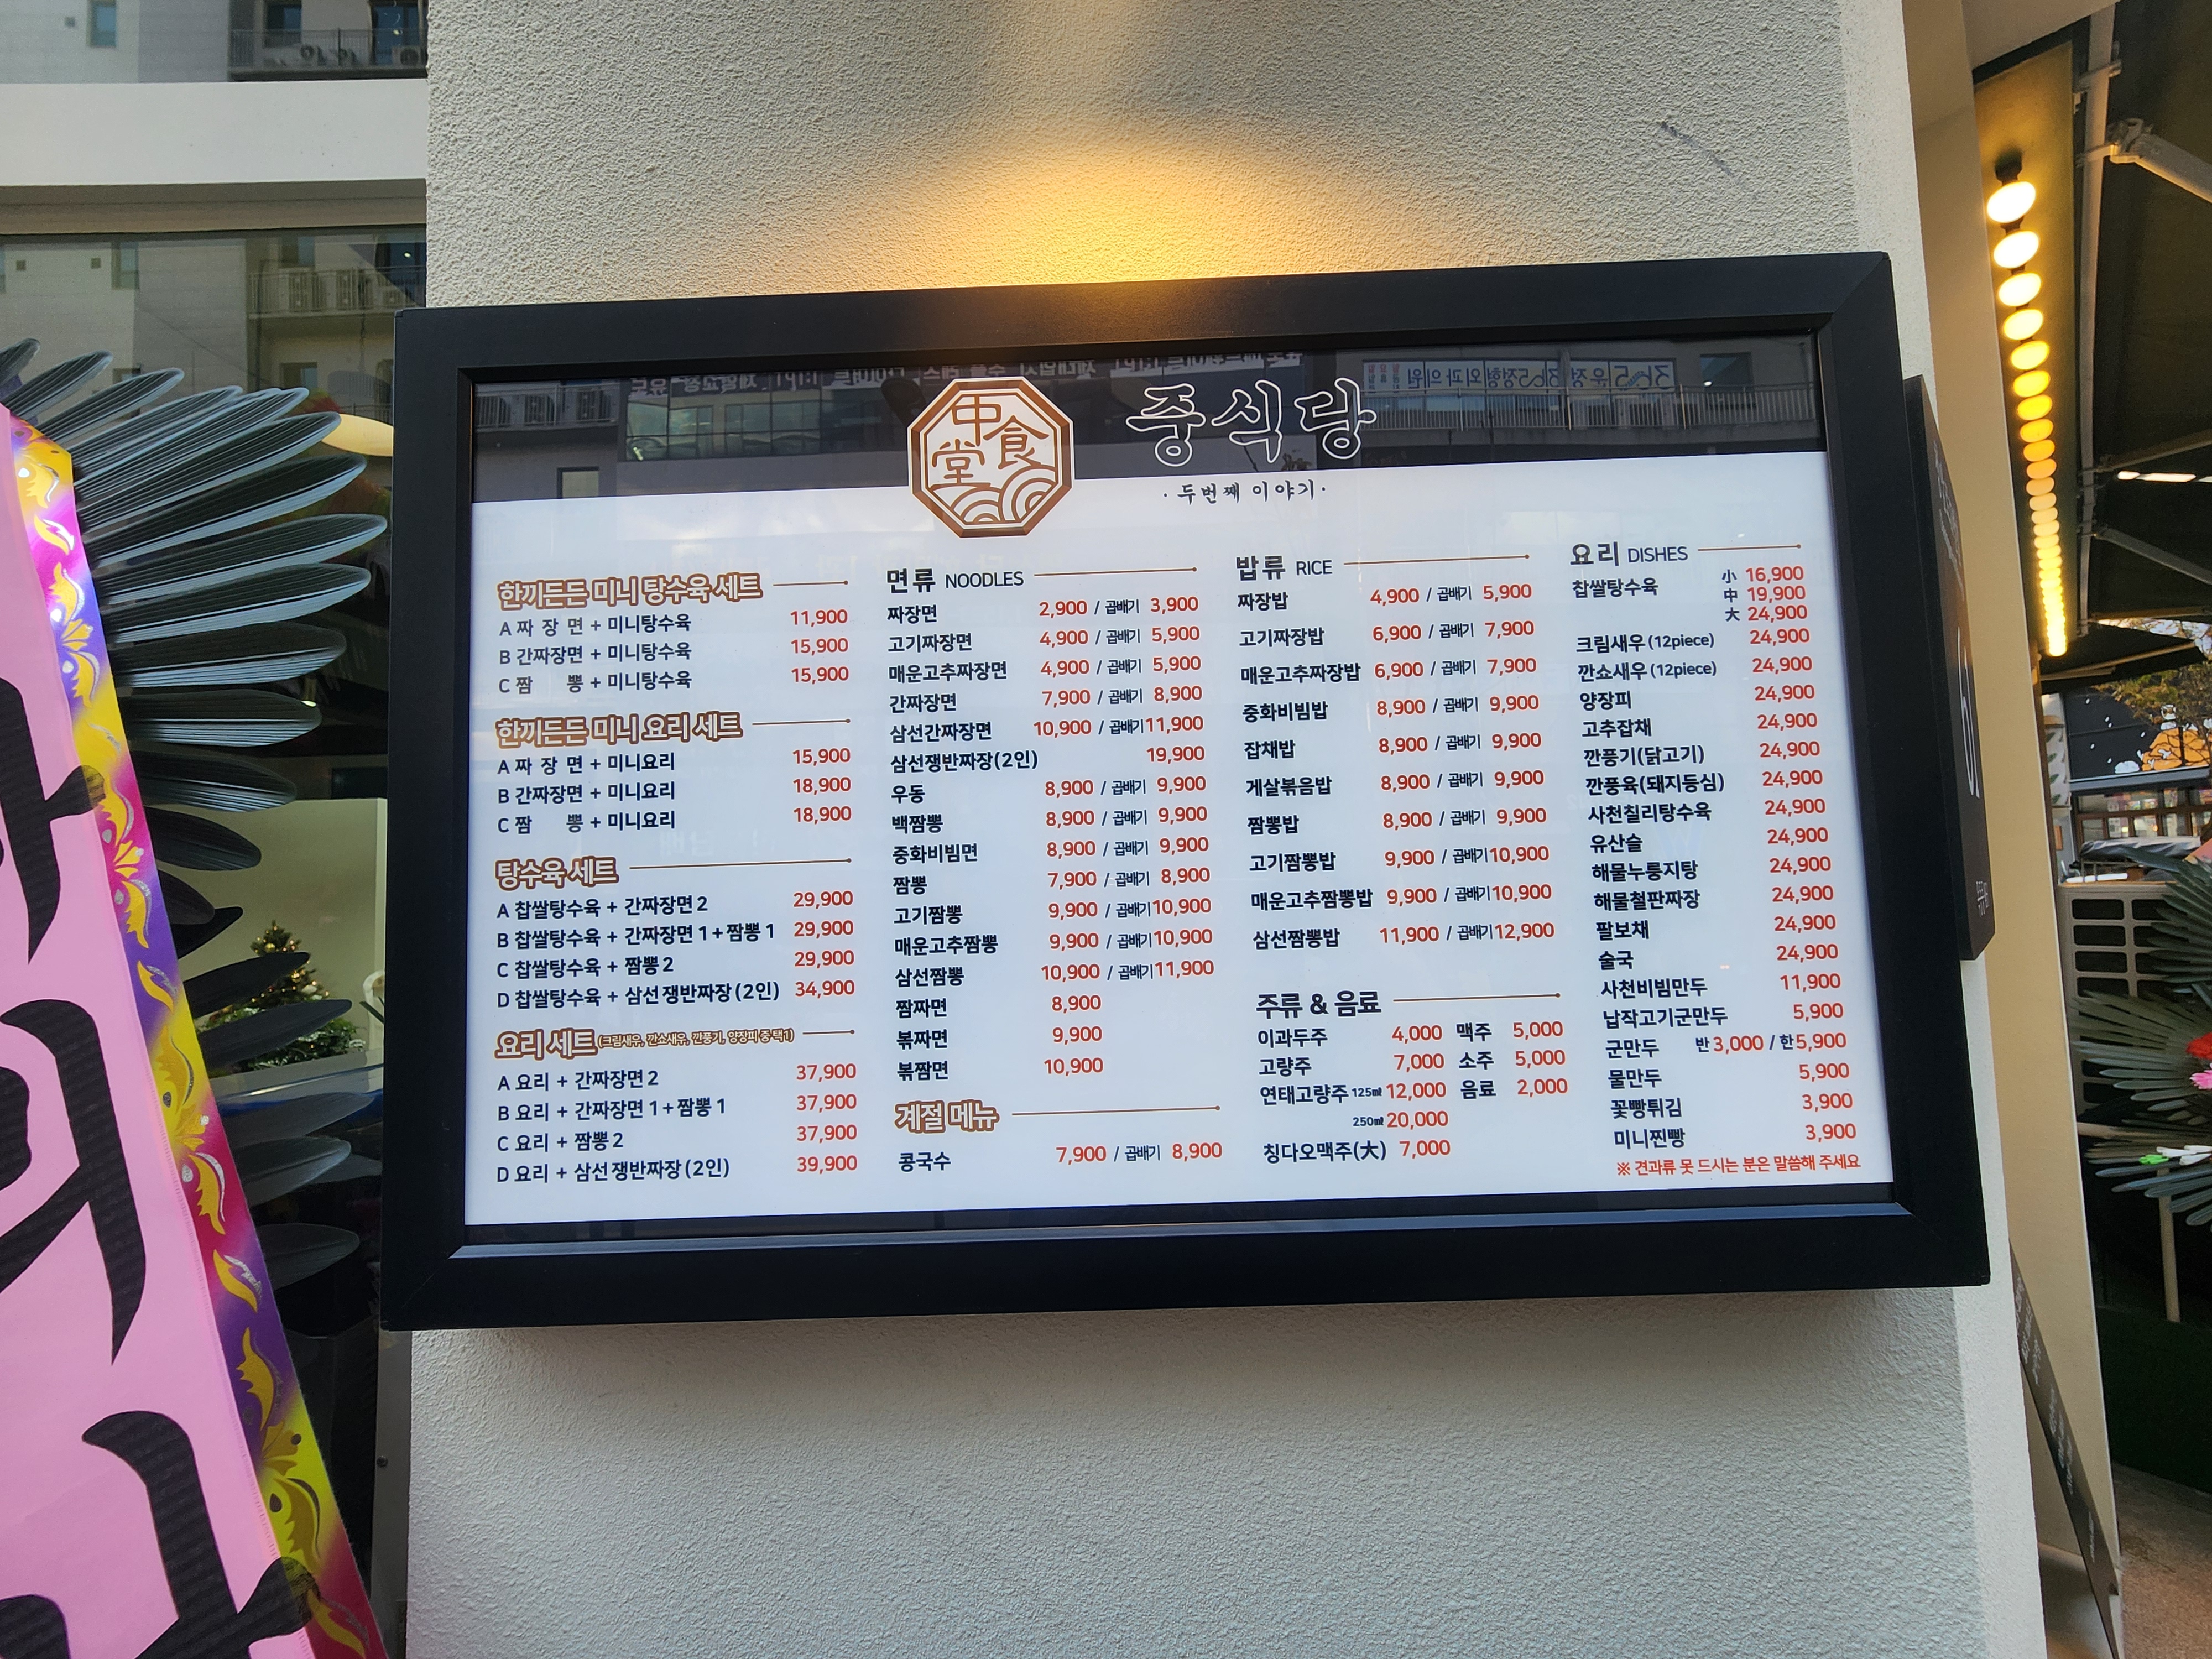 中食堂
중식당
· 두번째 이야기 ·
한끼든든 미니 탕수육 세트
A 짜 장 면 + 미니탕수육 11,900
B 간짜장면 + 미니탕수육 15,900
C 짬 뽕 + 미니탕수육 15,900
한끼든든 미니 요리 세트
A 짜 장 면 + 미니요리 15,900
B 간짜장면 + 미니요리 18,900
C 짬 뽕 + 미니요리 18,900
탕수육 세트
A 찹쌀탕수육 + 간짜장면 2 29,900
B 찹쌀탕수육 + 간짜장면 1 + 짬뽕 1 29,900
C 찹쌀탕수육 + 짬뽕 2 29,900
D 찹쌀탕수육 + 삼선 쟁반짜장 (2인) 34,900
요리 세트 (크림새우, 깐쇼새우, 깐풍기, 양장피 중 택1)
A 요리 + 간짜장면 2 37,900
B 요리 + 간짜장면 1 + 짬뽕 1 37,900
C 요리 + 짬뽕 2 37,900
D 요리 + 삼선 쟁반짜장 (2인) 39,900
면류 NOODLES
짜장면 2,900 / 곱배기 3,900
고기짜장면 4,900 / 곱배기 5,900
매운고추짜장면 4,900 / 곱배기 5,900
간짜장면 7,900 / 곱배기 8,900
삼선간짜장면 10,900 / 곱배기 11,900
삼선쟁반짜장(2인) 19,900
우동 8,900 / 곱배기 9,900
백짬뽕 8,900 / 곱배기 9,900
중화비빔면 8,900 / 곱배기 9,900
짬뽕 7,900 / 곱배기 8,900
고기짬뽕 9,900 / 곱배기 10,900
매운고추짬뽕 9,900 / 곱배기 10,900
삼선짬뽕 10,900 / 곱배기 11,900
짬짜면 8,900
볶짜면 9,900
볶짬면 10,900
계절 메뉴
콩국수 7,900 / 곱배기 8,900
밥류 RICE
짜장밥 4,900 / 곱배기 5,900
고기짜장밥 6,900 / 곱배기 7,900
매운고추짜장밥 6,900 / 곱배기 7,900
중화비빔밥 8,900 / 곱배기 9,900
잡채밥 8,900 / 곱배기 9,900
게살볶음밥 8,900 / 곱배기 9,900
짬뽕밥 8,900 / 곱배기 9,900
고기짬뽕밥 9,900 / 곱배기 10,900
매운고추짬뽕밥 9,900 / 곱배기 10,900
삼선짬뽕밥 11,900 / 곱배기 12,900
주류 & 음료
이과두주 4,000 맥주 5,000
고량주 7,000 소주 5,000
연태고량주 125㎖ 12,000 음료 2,000
250㎖ 20,000
칭다오맥주(大) 7,000
요리 DISHES
찹쌀탕수육 小 16,900
中 19,900
大 24,900
크림새우 (12piece) 24,900
깐쇼새우 (12piece) 24,900
양장피 24,900
고추잡채 24,900
깐풍기(닭고기) 24,900
깐풍육(돼지등심) 24,900
사천칠리탕수육 24,900
유산슬 24,900
해물누룽지탕 24,900
해물철판짜장 24,900
팔보채 24,900
술국 24,900
사천비빔만두 11,900
납작고기군만두 5,900
군만두 반 3,000 / 한 5,900
물만두 5,900
꽃빵튀김 3,900
미니찐빵 3,900
※ 견과류 못 드시는 분은 말씀해 주세요